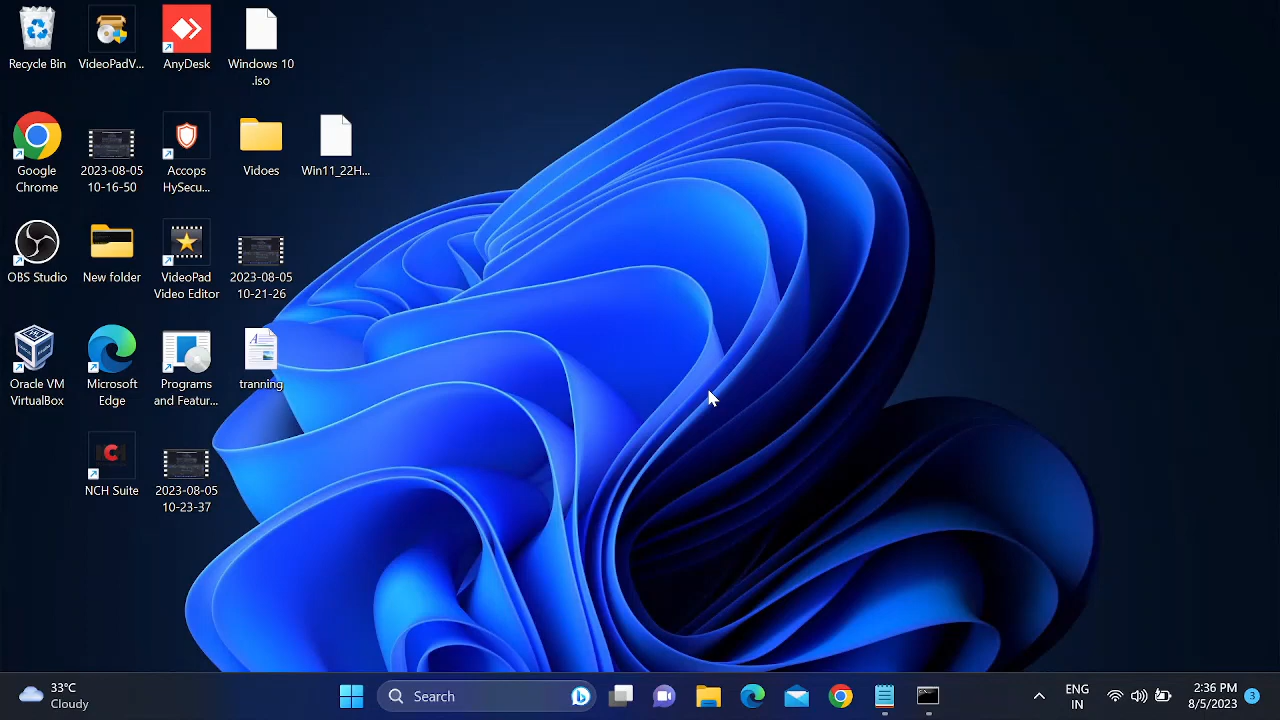 Recycle Bin
VideoPadV...
AnyDesk
Windows 10
.iso
Google
Chrome
2023-08-05
10-16-50
Accops
HySecu...
Vidoes
Win11_22H...
OBS Studio
New folder
VideoPad
Video Editor
2023-08-05
10-21-26
Oracle VM
VirtualBox
Microsoft
Edge
Programs
and Featur...
tranning
NCH Suite
2023-08-05
10-23-37
33°C
Cloudy
Search
ENG
IN
2:36 PM
8/5/2023
3